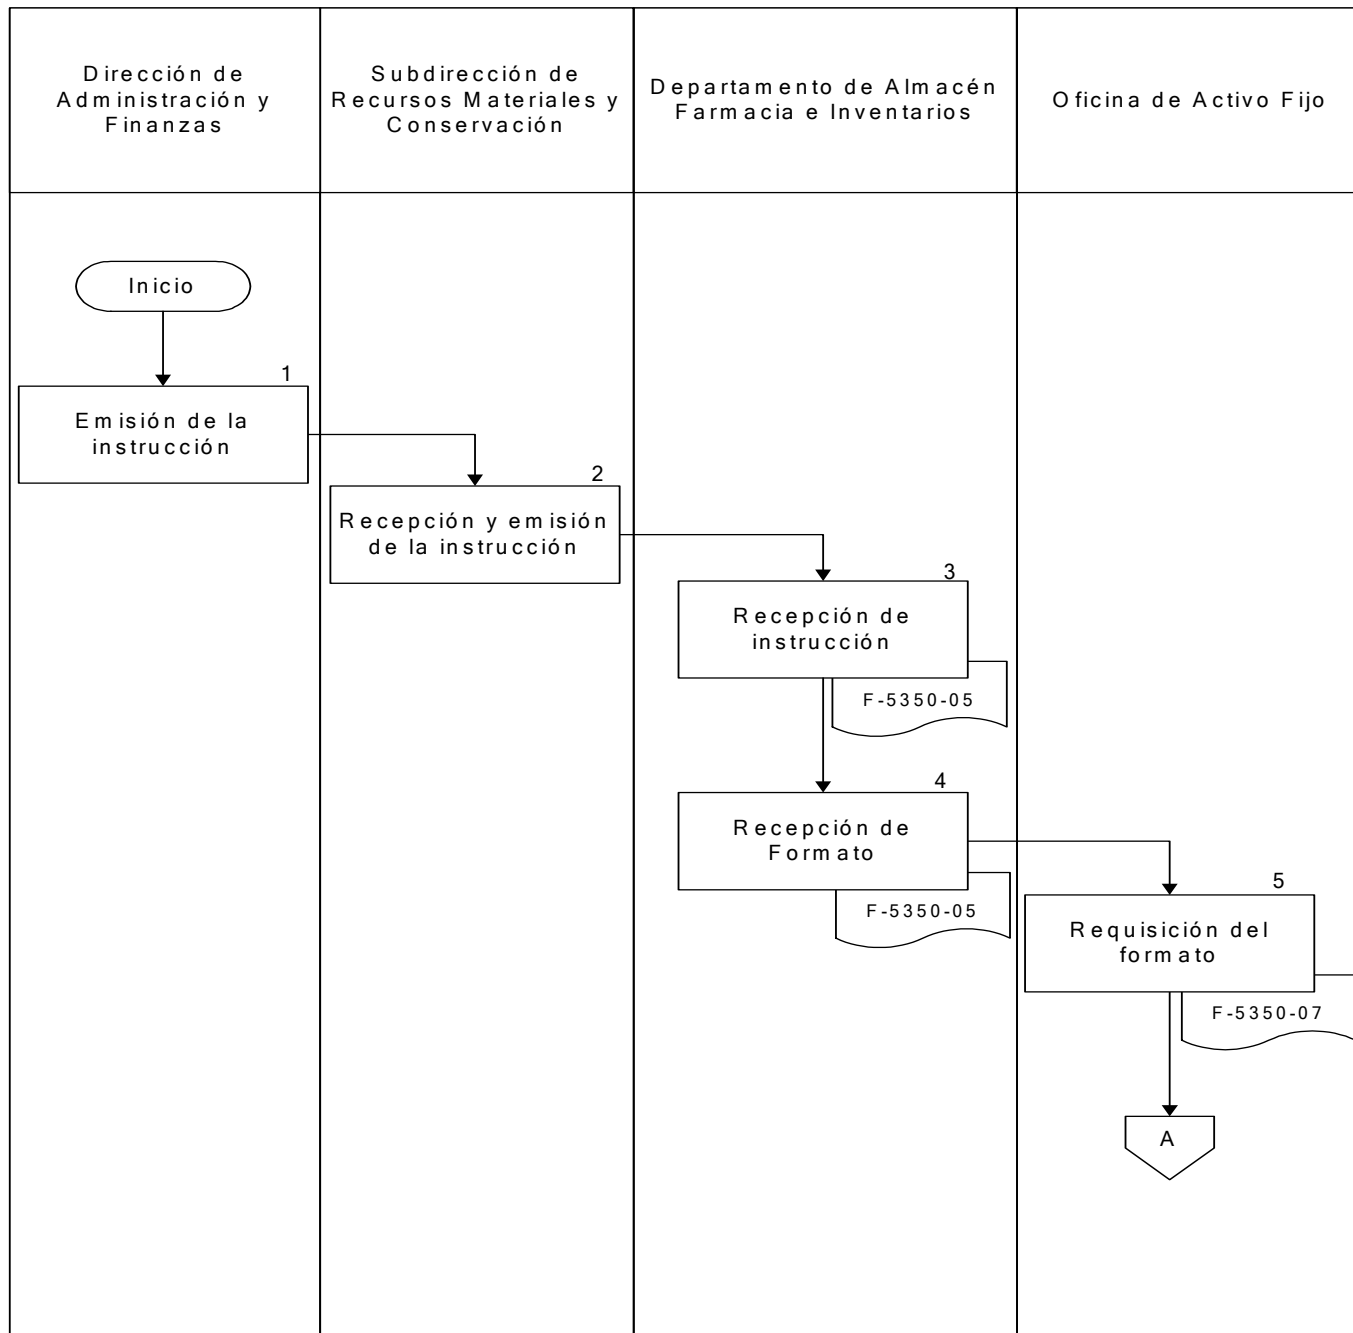 Dirección de
Administración y
Finanzas
Subdirección de
Recursos Materiales y
Conservación
Departamento de Almacén
Farmacia e Inventarios
Oficina de Activo Fijo
Inicio
1
Emisión de la
instrucción
2
Recepción y emisión
de la instrucción
3
Recepción de
instrucción
F-5350-05
4
Recepción de
Formato
F-5350-05
5
Requisición del
formato
F-5350-07
A